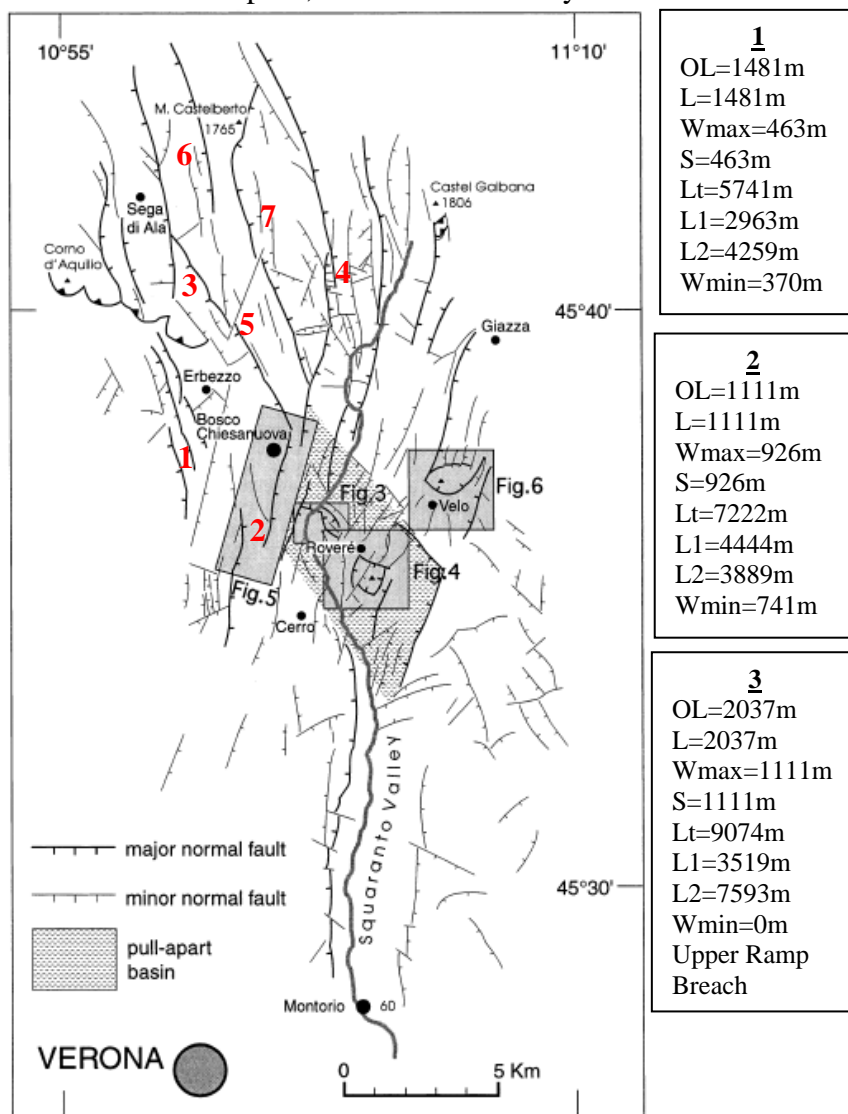 10°55'
11°10'
M. Castelberto
1765
6
Castel Gaibana
1806
Sega
di Ala
7
Corno
d'Aquilio
3
4
45°40'
5
Giazza
Erbezzo
Bosco
Chiesanuova
1
Fig.3
Fig.6
Velo
2
Roveré
Fig.4
Fig.5
Cerro
Squaranto Valley
major normal fault
minor normal fault
45°30'
pull-apart
basin
Montorio
60
VERONA
0
5 Km
1
OL=1481m
L=1481m
Wmax=463m
S=463m
Lt=5741m
L1=2963m
L2=4259m
Wmin=370m
2
OL=1111m
L=1111m
Wmax=926m
S=926m
Lt=7222m
L1=4444m
L2=3889m
Wmin=741m
3
OL=2037m
L=2037m
Wmax=1111m
S=1111m
Lt=9074m
L1=3519m
L2=7593m
Wmin=0m
Upper Ramp
Breach